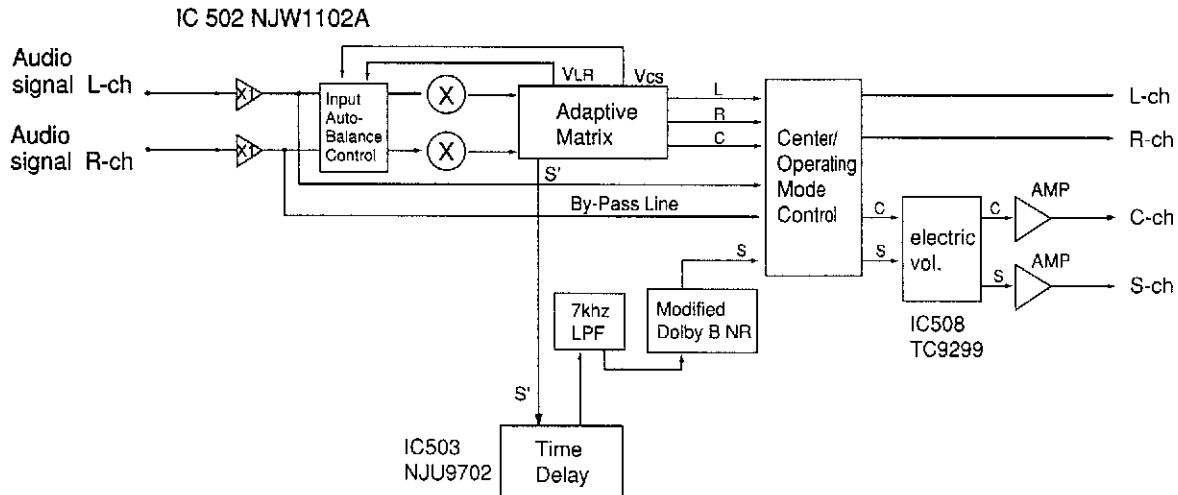 IC 502 NJW1102A
Audio
signal L-ch
X1
Audio
signal R-ch
X1
Input
Auto-
Balance
Control
X
X
VLR
Vcs
Adaptive
Matrix
L
R
C
S'
By-Pass Line
Center/
Operating
Mode
Control
L-ch
R-ch
C
S
electric
vol.
C
S
AMP
AMP
C-ch
S-ch
IC508
TC9299
S
7khz
LPF
Modified
Dolby B NR
S'
IC503
NJU9702
Time
Delay